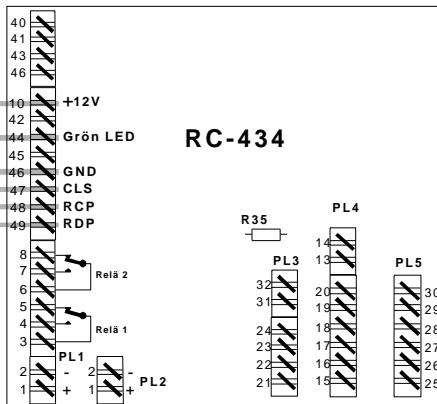 40
41
43
46
10 +12V
42
44 Grön LED
45
46 GND
47 CLS
48 RCP
49 RDP
RC-434
8
7
6
Relä 2
5
4
3
Relä 1
PL1
2 -
1 +
PL2
2 -
1 +
R35
PL3
32
31
24
23
22
21
PL4
14
13
20
19
18
17
16
15
PL5
30
29
28
27
26
25